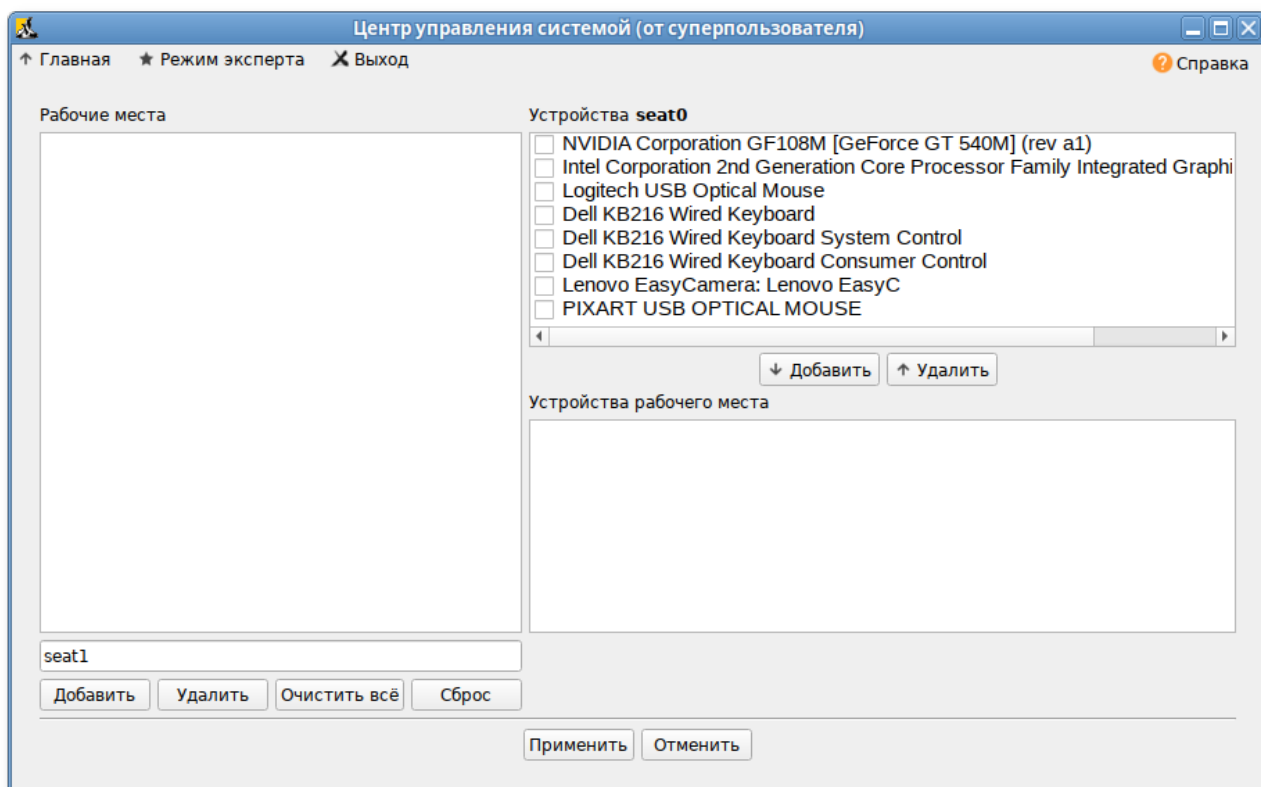 Центр управления системой (от суперпользователя)
Главная Режим эксперта Выход Справка
Рабочие места
Устройства seat0
NVIDIA Corporation GF108M [GeForce GT 540M] (rev a1)
Intel Corporation 2nd Generation Core Processor Family Integrated Graphi
Logitech USB Optical Mouse
Dell KB216 Wired Keyboard
Dell KB216 Wired Keyboard System Control
Dell KB216 Wired Keyboard Consumer Control
Lenovo EasyCamera: Lenovo EasyC
PIXART USB OPTICAL MOUSE
Добавить Удалить
Устройства рабочего места
seat1
Добавить Удалить Очистить всё Сброс
Применить Отменить